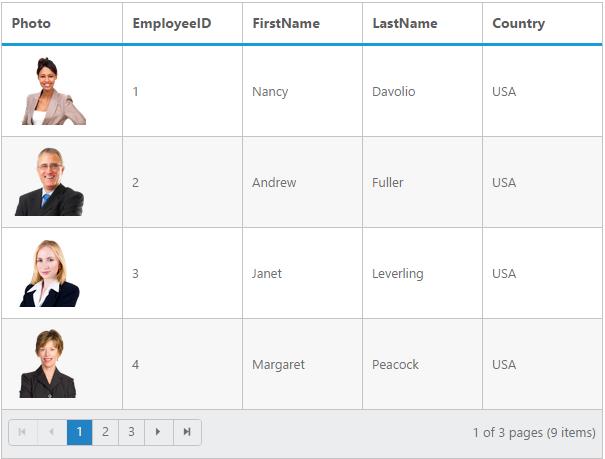 Photo EmployeeID FirstName LastName Country
1 Nancy Davolio USA
2 Andrew Fuller USA
3 Janet Leverling USA
4 Margaret Peacock USA
1 2 3 1 of 3 pages (9 items)